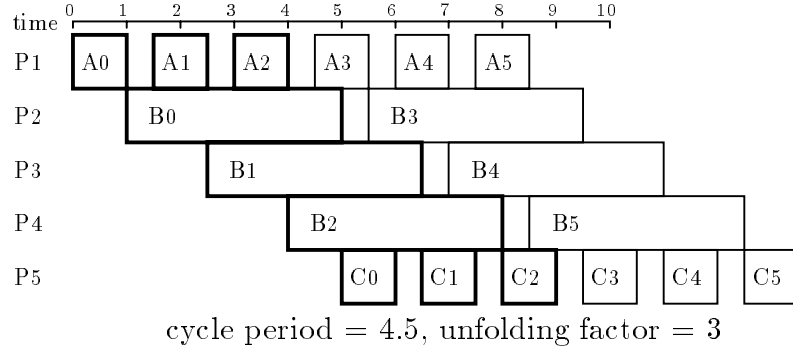 time 0 1 2 3 4 5 6 7 8 9 10
P1 A0 A1 A2 A3 A4 A5
P2 B0 B3
P3 B1 B4
P4 B2 B5
P5 C0 C1 C2 C3 C4 C5
cycle period = 4.5, unfolding factor = 3